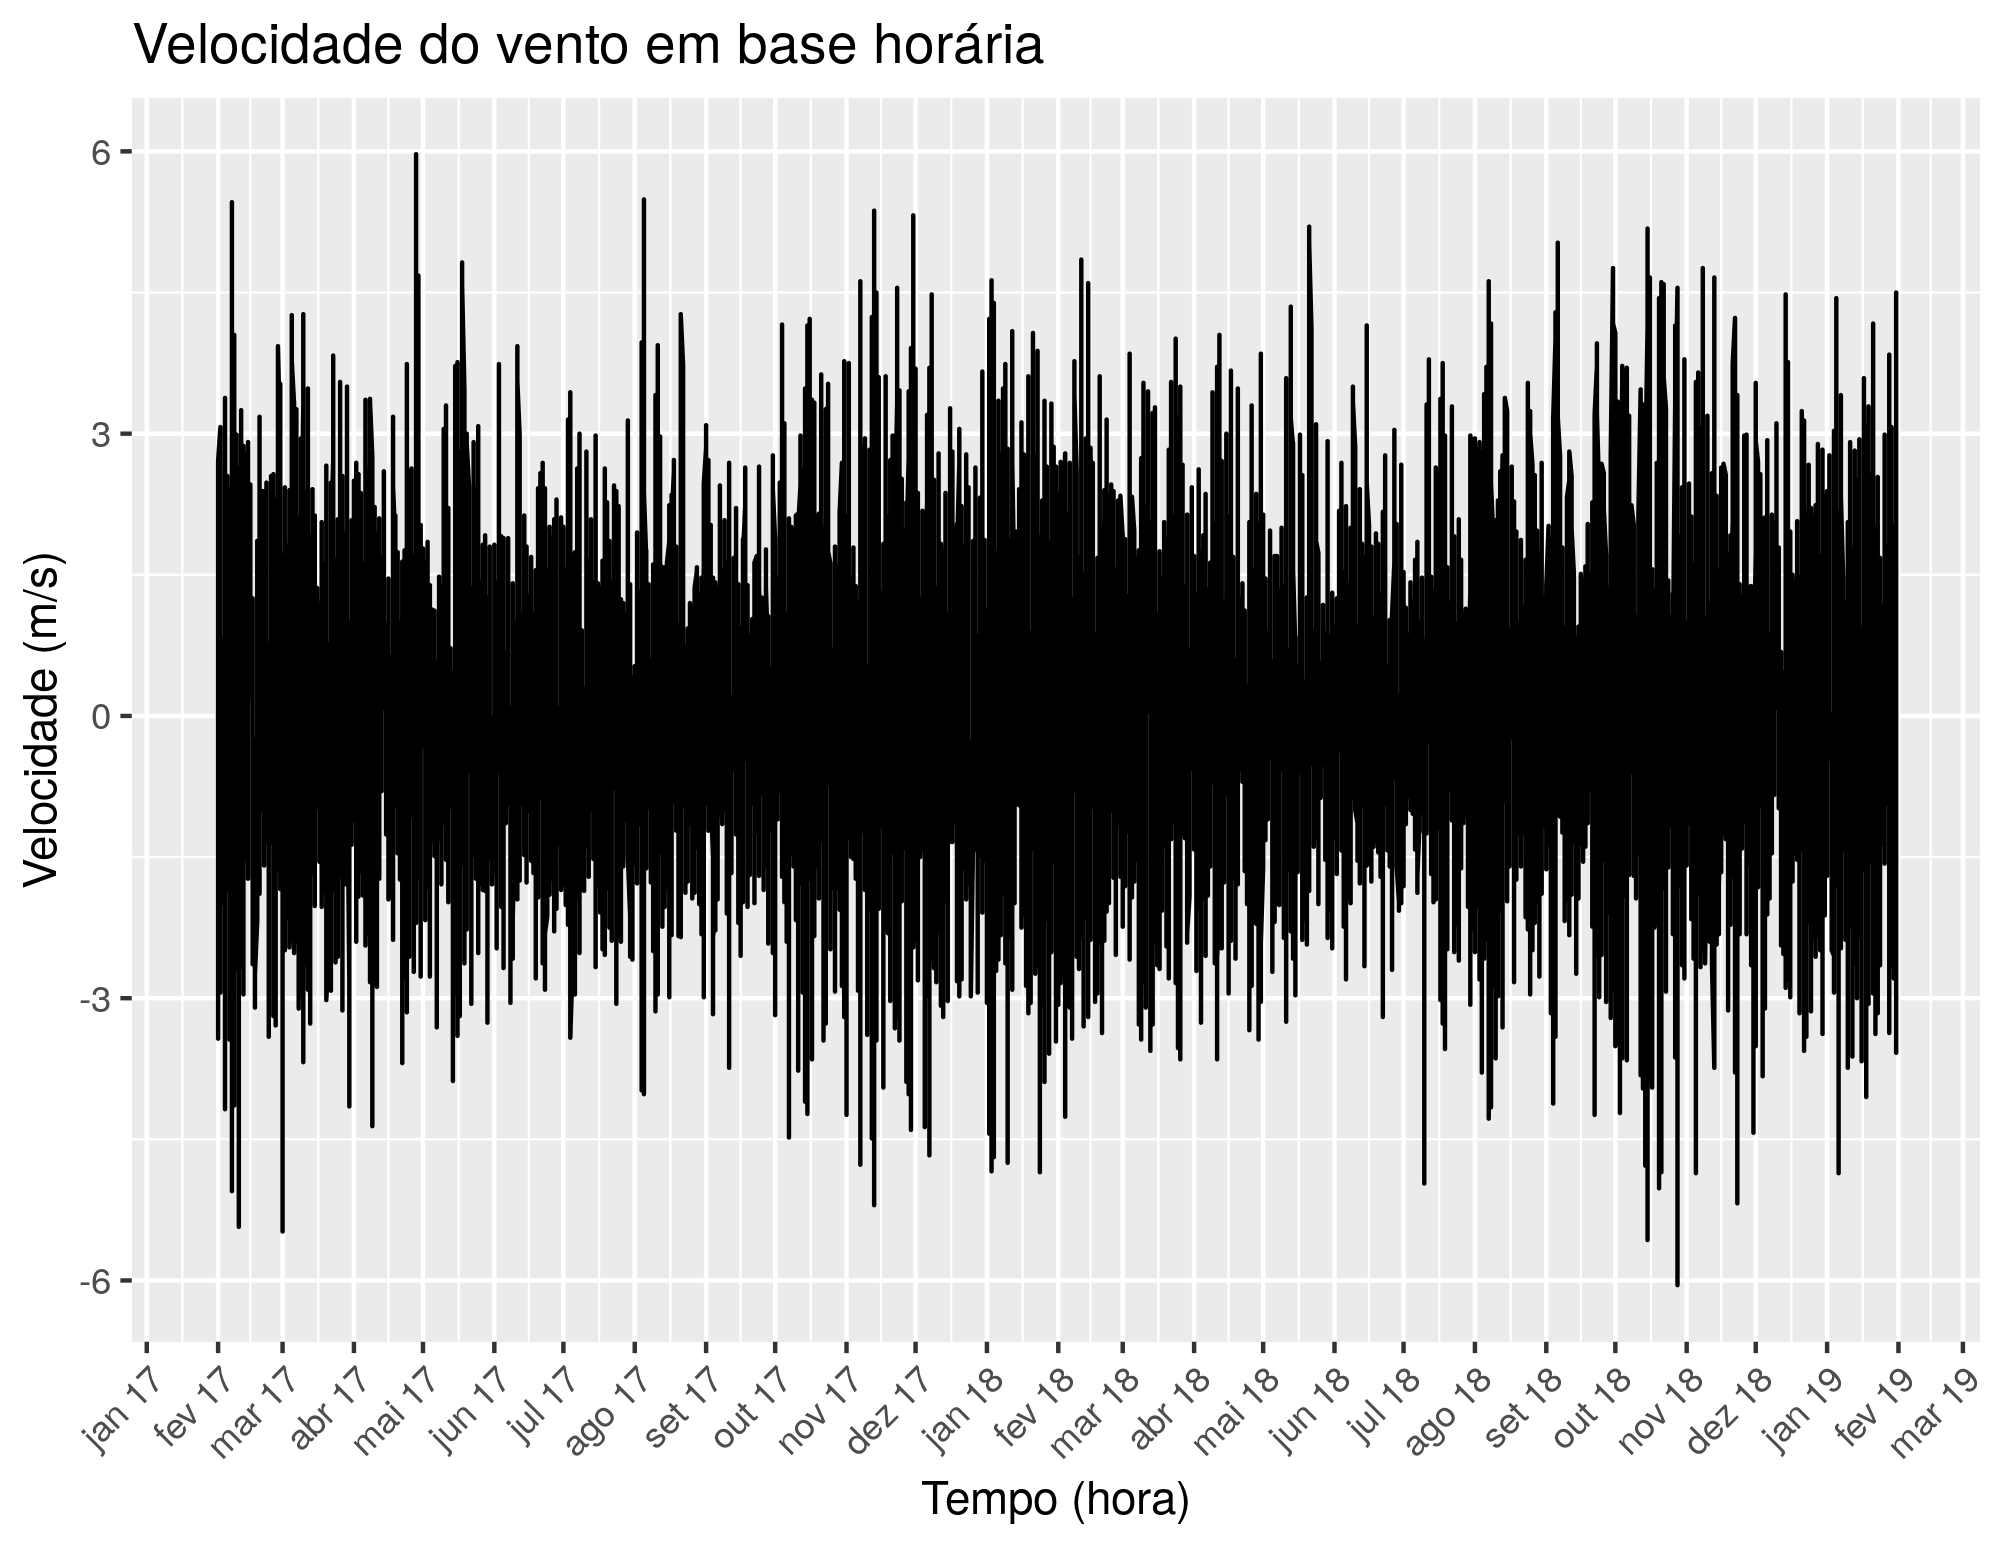 Velocidade do vento em base horária
Velocidade (m/s)
6
3
0
-3
-6
jan 17
fev 17
mar 17
abr 17
mai 17
jun 17
jul 17
ago 17
set 17
out 17
nov 17
dez 17
jan 18
fev 18
mar 18
abr 18
mai 18
jun 18
jul 18
ago 18
set 18
out 18
nov 18
dez 18
jan 19
fev 19
mar 19
Tempo (hora)